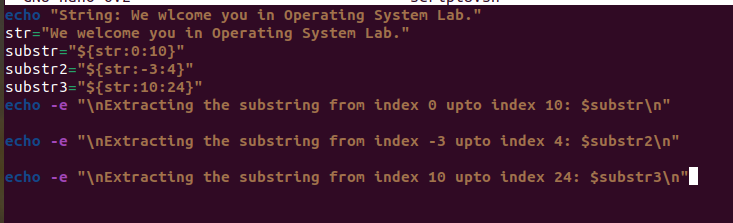 echo "String: We wlcome you in Operating System Lab."
str="We welcome you in Operating System Lab."
substr="${str:0:10}"
substr2="${str:-3:4}"
substr3="${str:10:24}"
echo -e "\nExtracting the substring from index 0 upto index 10: $substr\n"
echo -e "\nExtracting the substring from index -3 upto index 4: $substr2\n"
echo -e "\nExtracting the substring from index 10 upto index 24: $substr3\n"